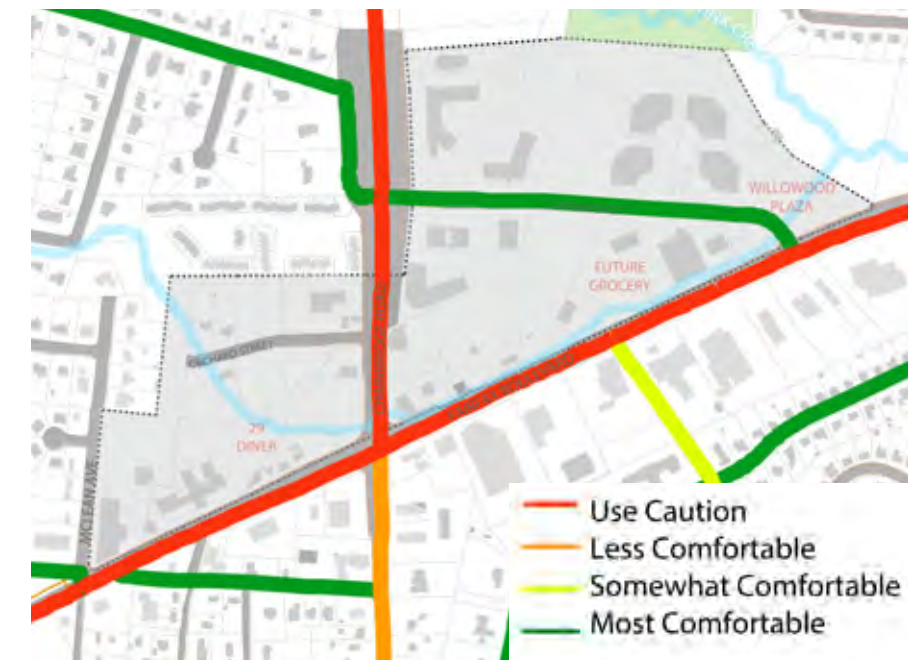 WILLOWOOD
PLAZA
FUTURE
GROCERY
ORCHARD STREET
29
DINER
MCLEAN AVE
Use Caution
Less Comfortable
Somewhat Comfortable
Most Comfortable